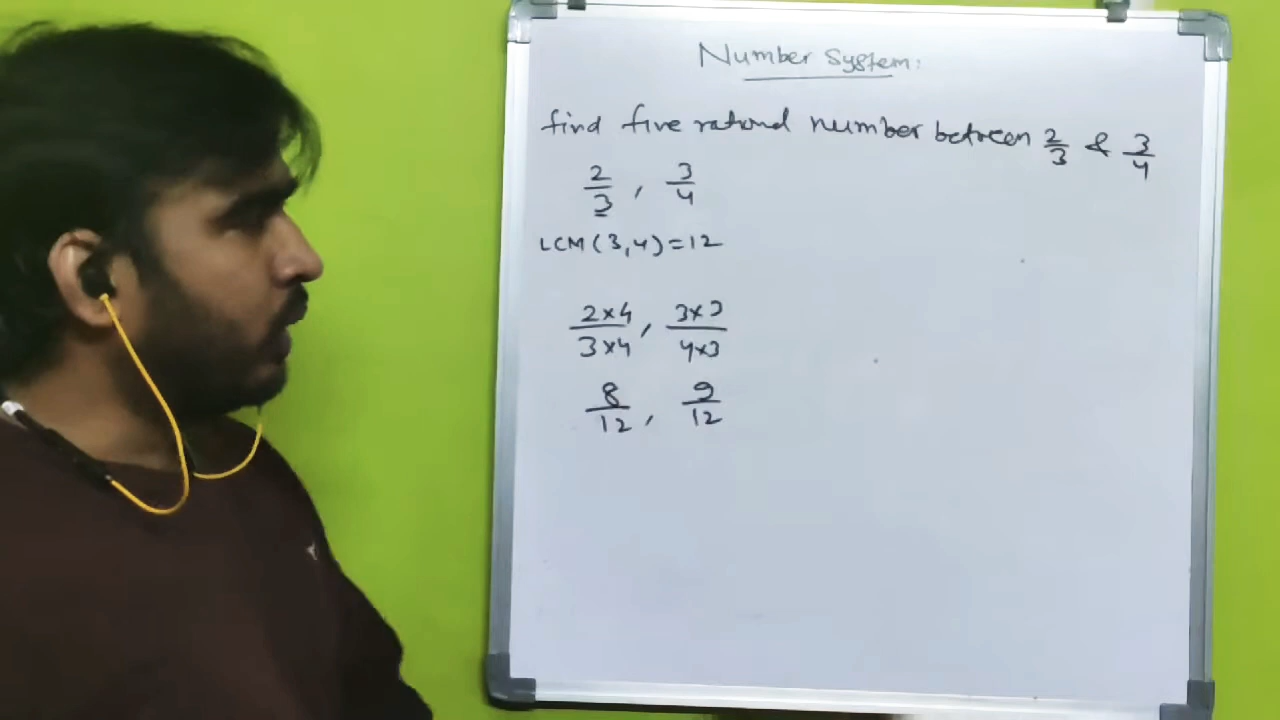 Number System:
find five rational number between 2/3 & 3/4
2/3 , 3/4
LCM(3,4)=12
2×4/3×4 , 3×3/4×3
8/12 , 9/12